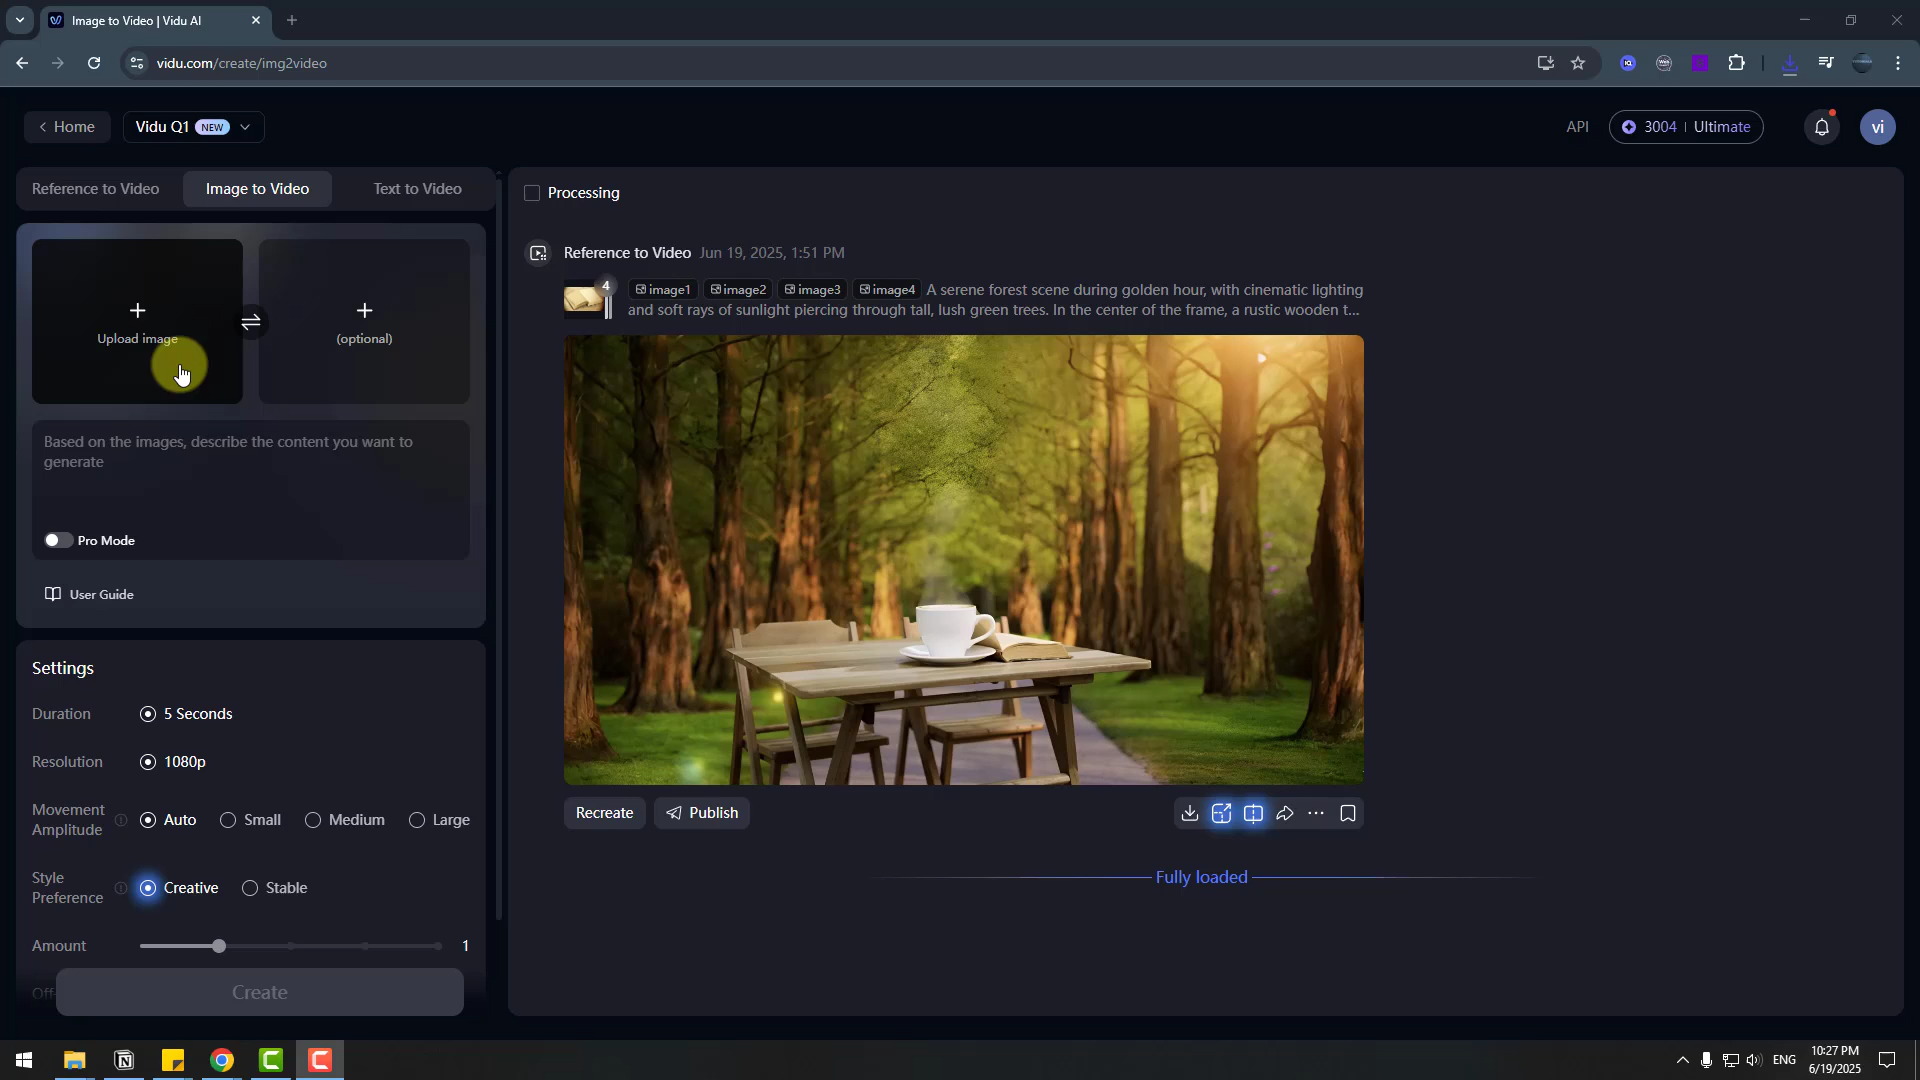 Image to Video | Vidu AI
vidu.com/create/img2video
Home
Vidu Q1 NEW
API
3004 | Ultimate
vi
Reference to Video
Image to Video
Text to Video
Processing
Upload image
(optional)
Reference to Video Jun 19, 2025, 1:51 PM
4
image1 image2 image3 image4 A serene forest scene during golden hour, with cinematic lighting
and soft rays of sunlight piercing through tall, lush green trees. In the center of the frame, a rustic wooden t...
Based on the images, describe the content you want to
generate
Pro Mode
User Guide
Settings
Duration 5 Seconds
Resolution 1080p
Movement
Amplitude Auto Small Medium Large
Style
Preference Creative Stable
Amount 1
Off-
Create
Recreate
Publish
Fully loaded
ENG
10:27 PM
6/19/2025